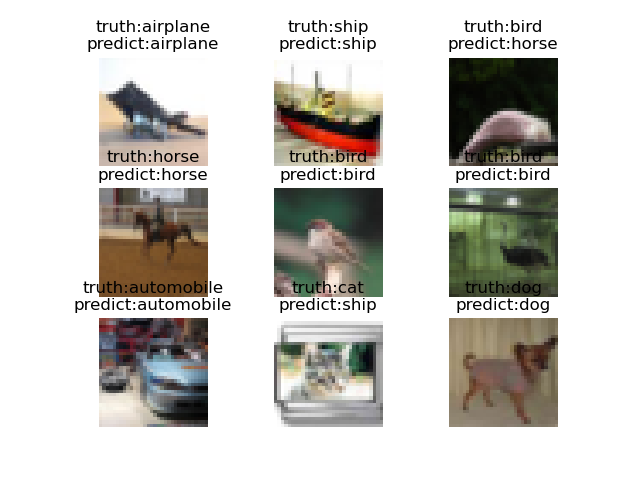 truth:airplane
predict:airplane
truth:ship
predict:ship
truth:bird
predict:horse
truth:horse
predict:horse
truth:bird
predict:bird
truth:bird
predict:bird
truth:automobile
predict:automobile
truth:cat
predict:ship
truth:dog
predict:dog